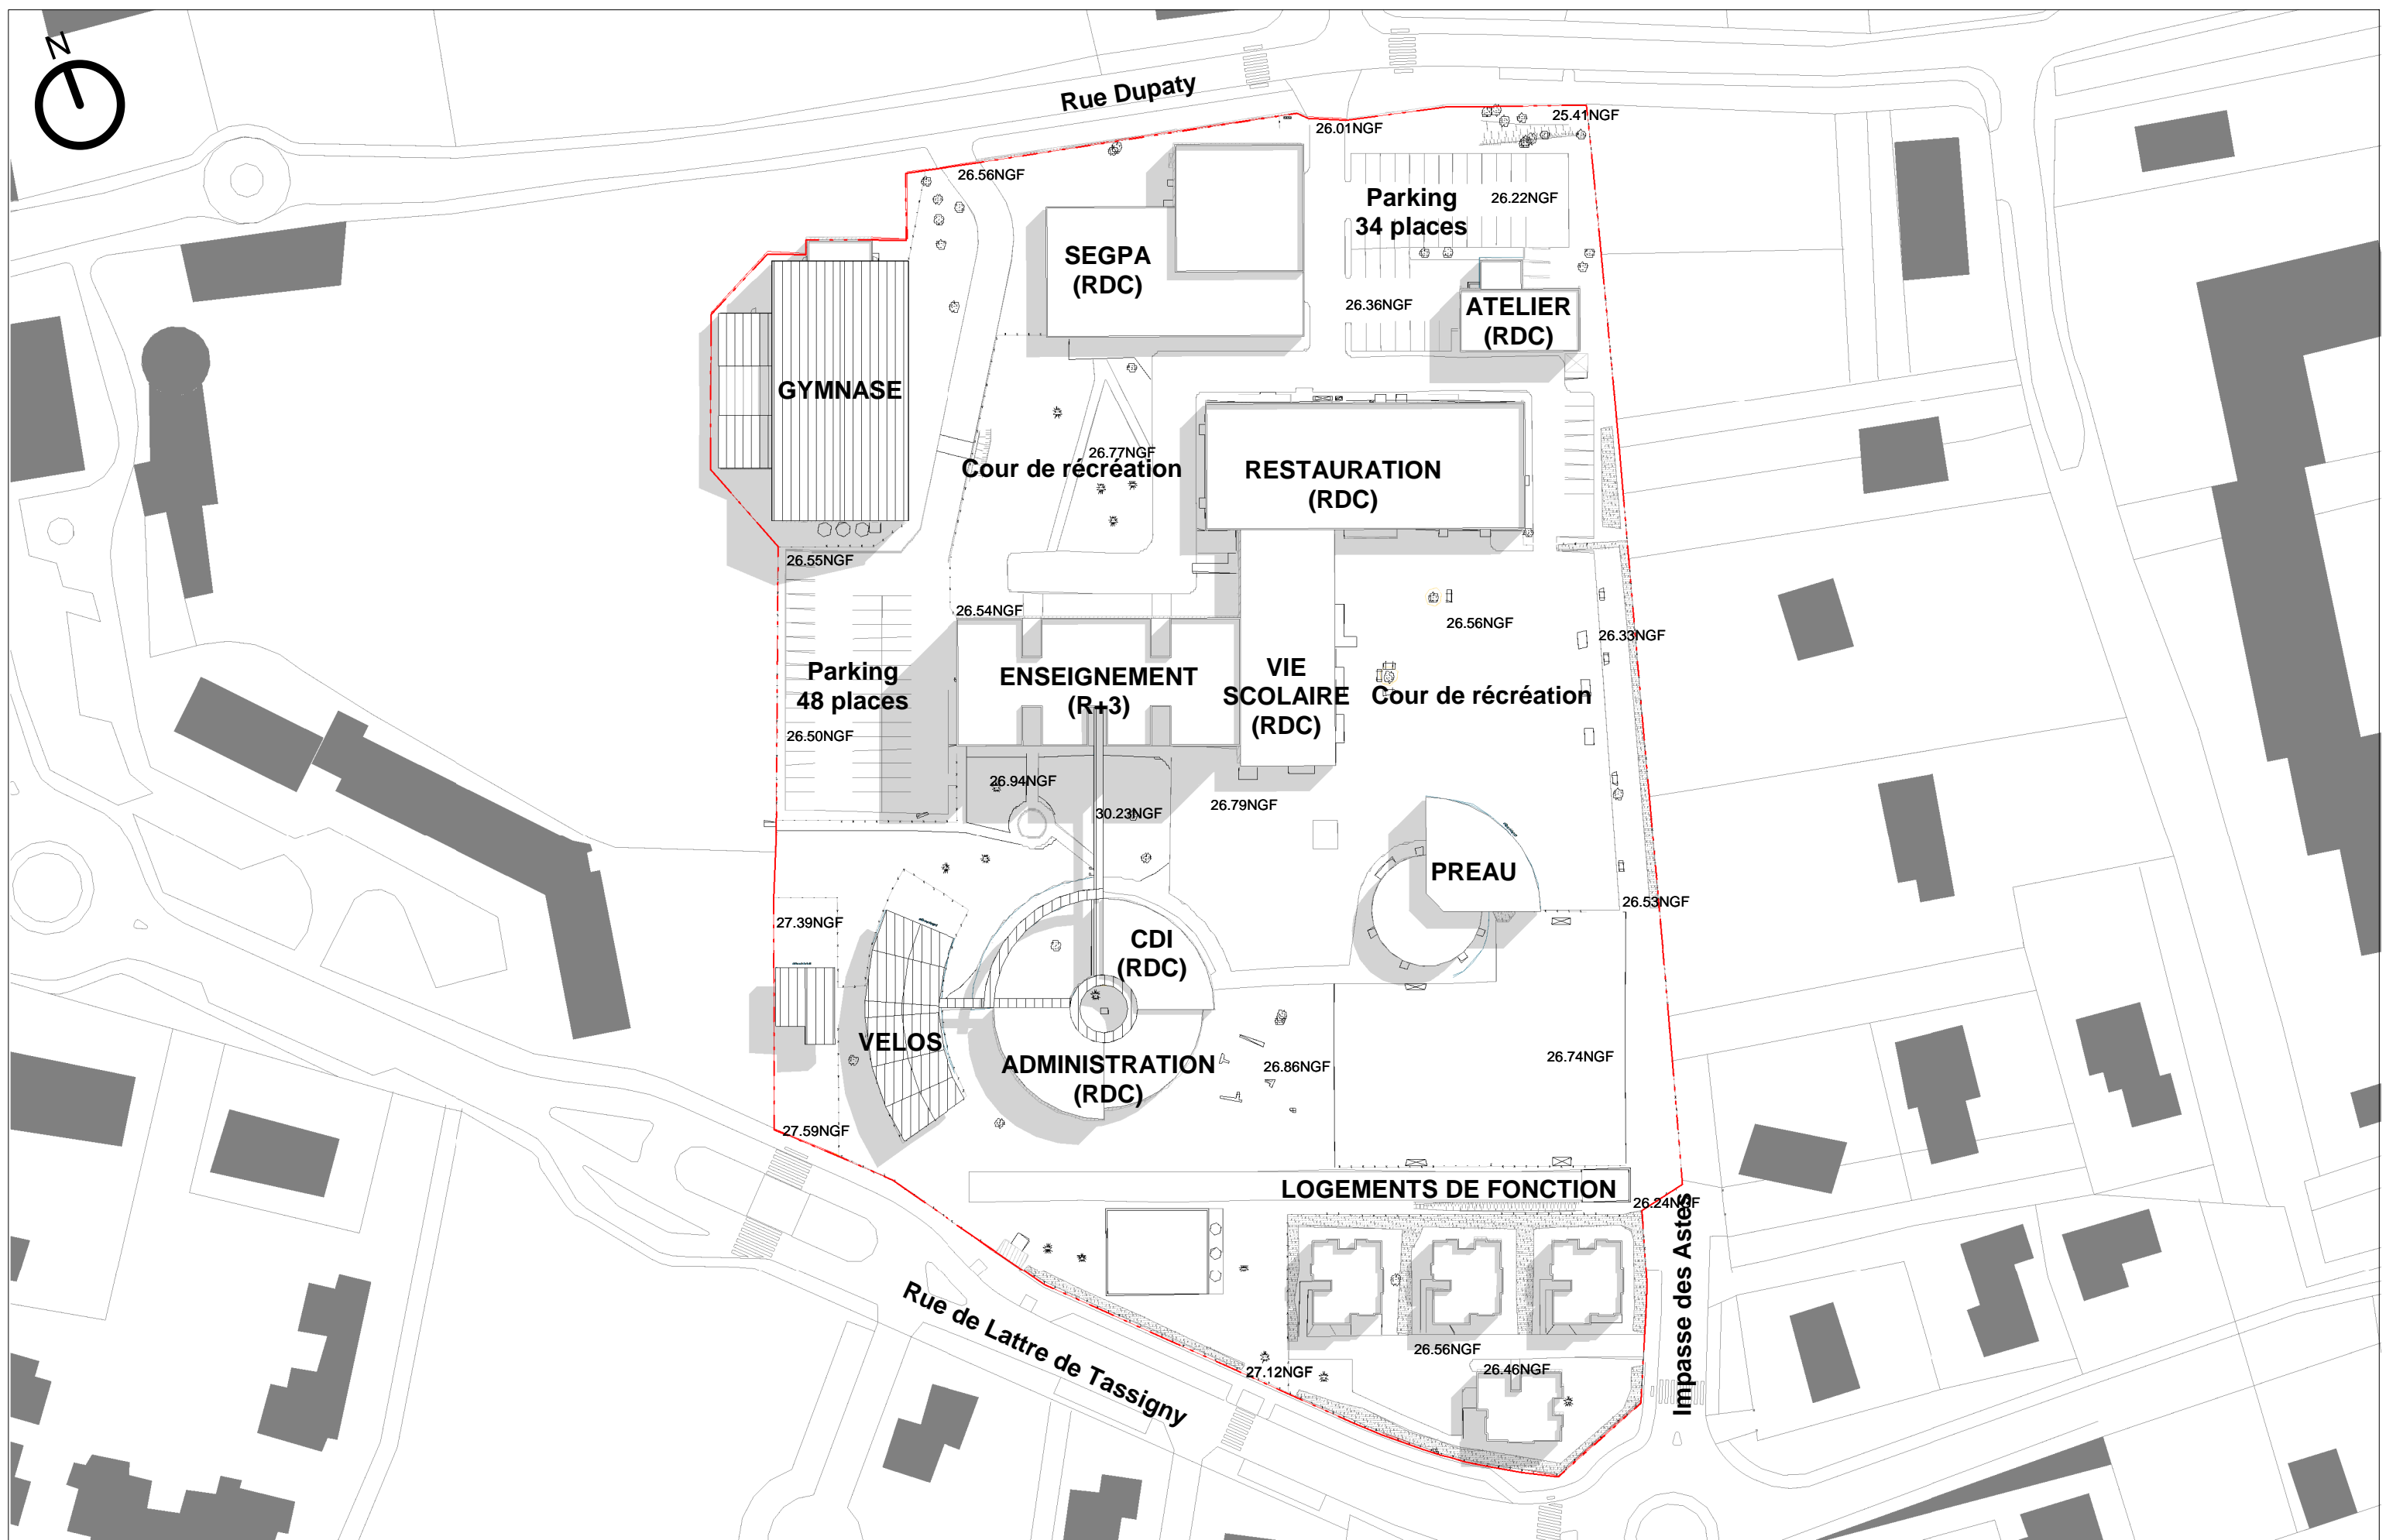 N
Rue Dupaty
26.01NGF
25.41NGF
26.56NGF
Parking
34 places
26.22NGF
SEGPA
(RDC)
26.36NGF
ATELIER
(RDC)
GYMNASE
26.77NGF
Cour de récréation
RESTAURATION
(RDC)
26.55NGF
26.54NGF
26.56NGF
26.33NGF
Parking
48 places
ENSEIGNEMENT
(R+3)
VIE
SCOLAIRE
(RDC)
Cour de récréation
26.50NGF
26.94NGF
30.23NGF
26.79NGF
PREAU
27.39NGF
26.53NGF
CDI
(RDC)
VELOS
ADMINISTRATION
(RDC)
26.86NGF
26.74NGF
27.59NGF
LOGEMENTS DE FONCTION
26.24NGF
Impasse des Astes
Rue de Lattre de Tassigny
26.56NGF
27.12NGF
26.46NGF